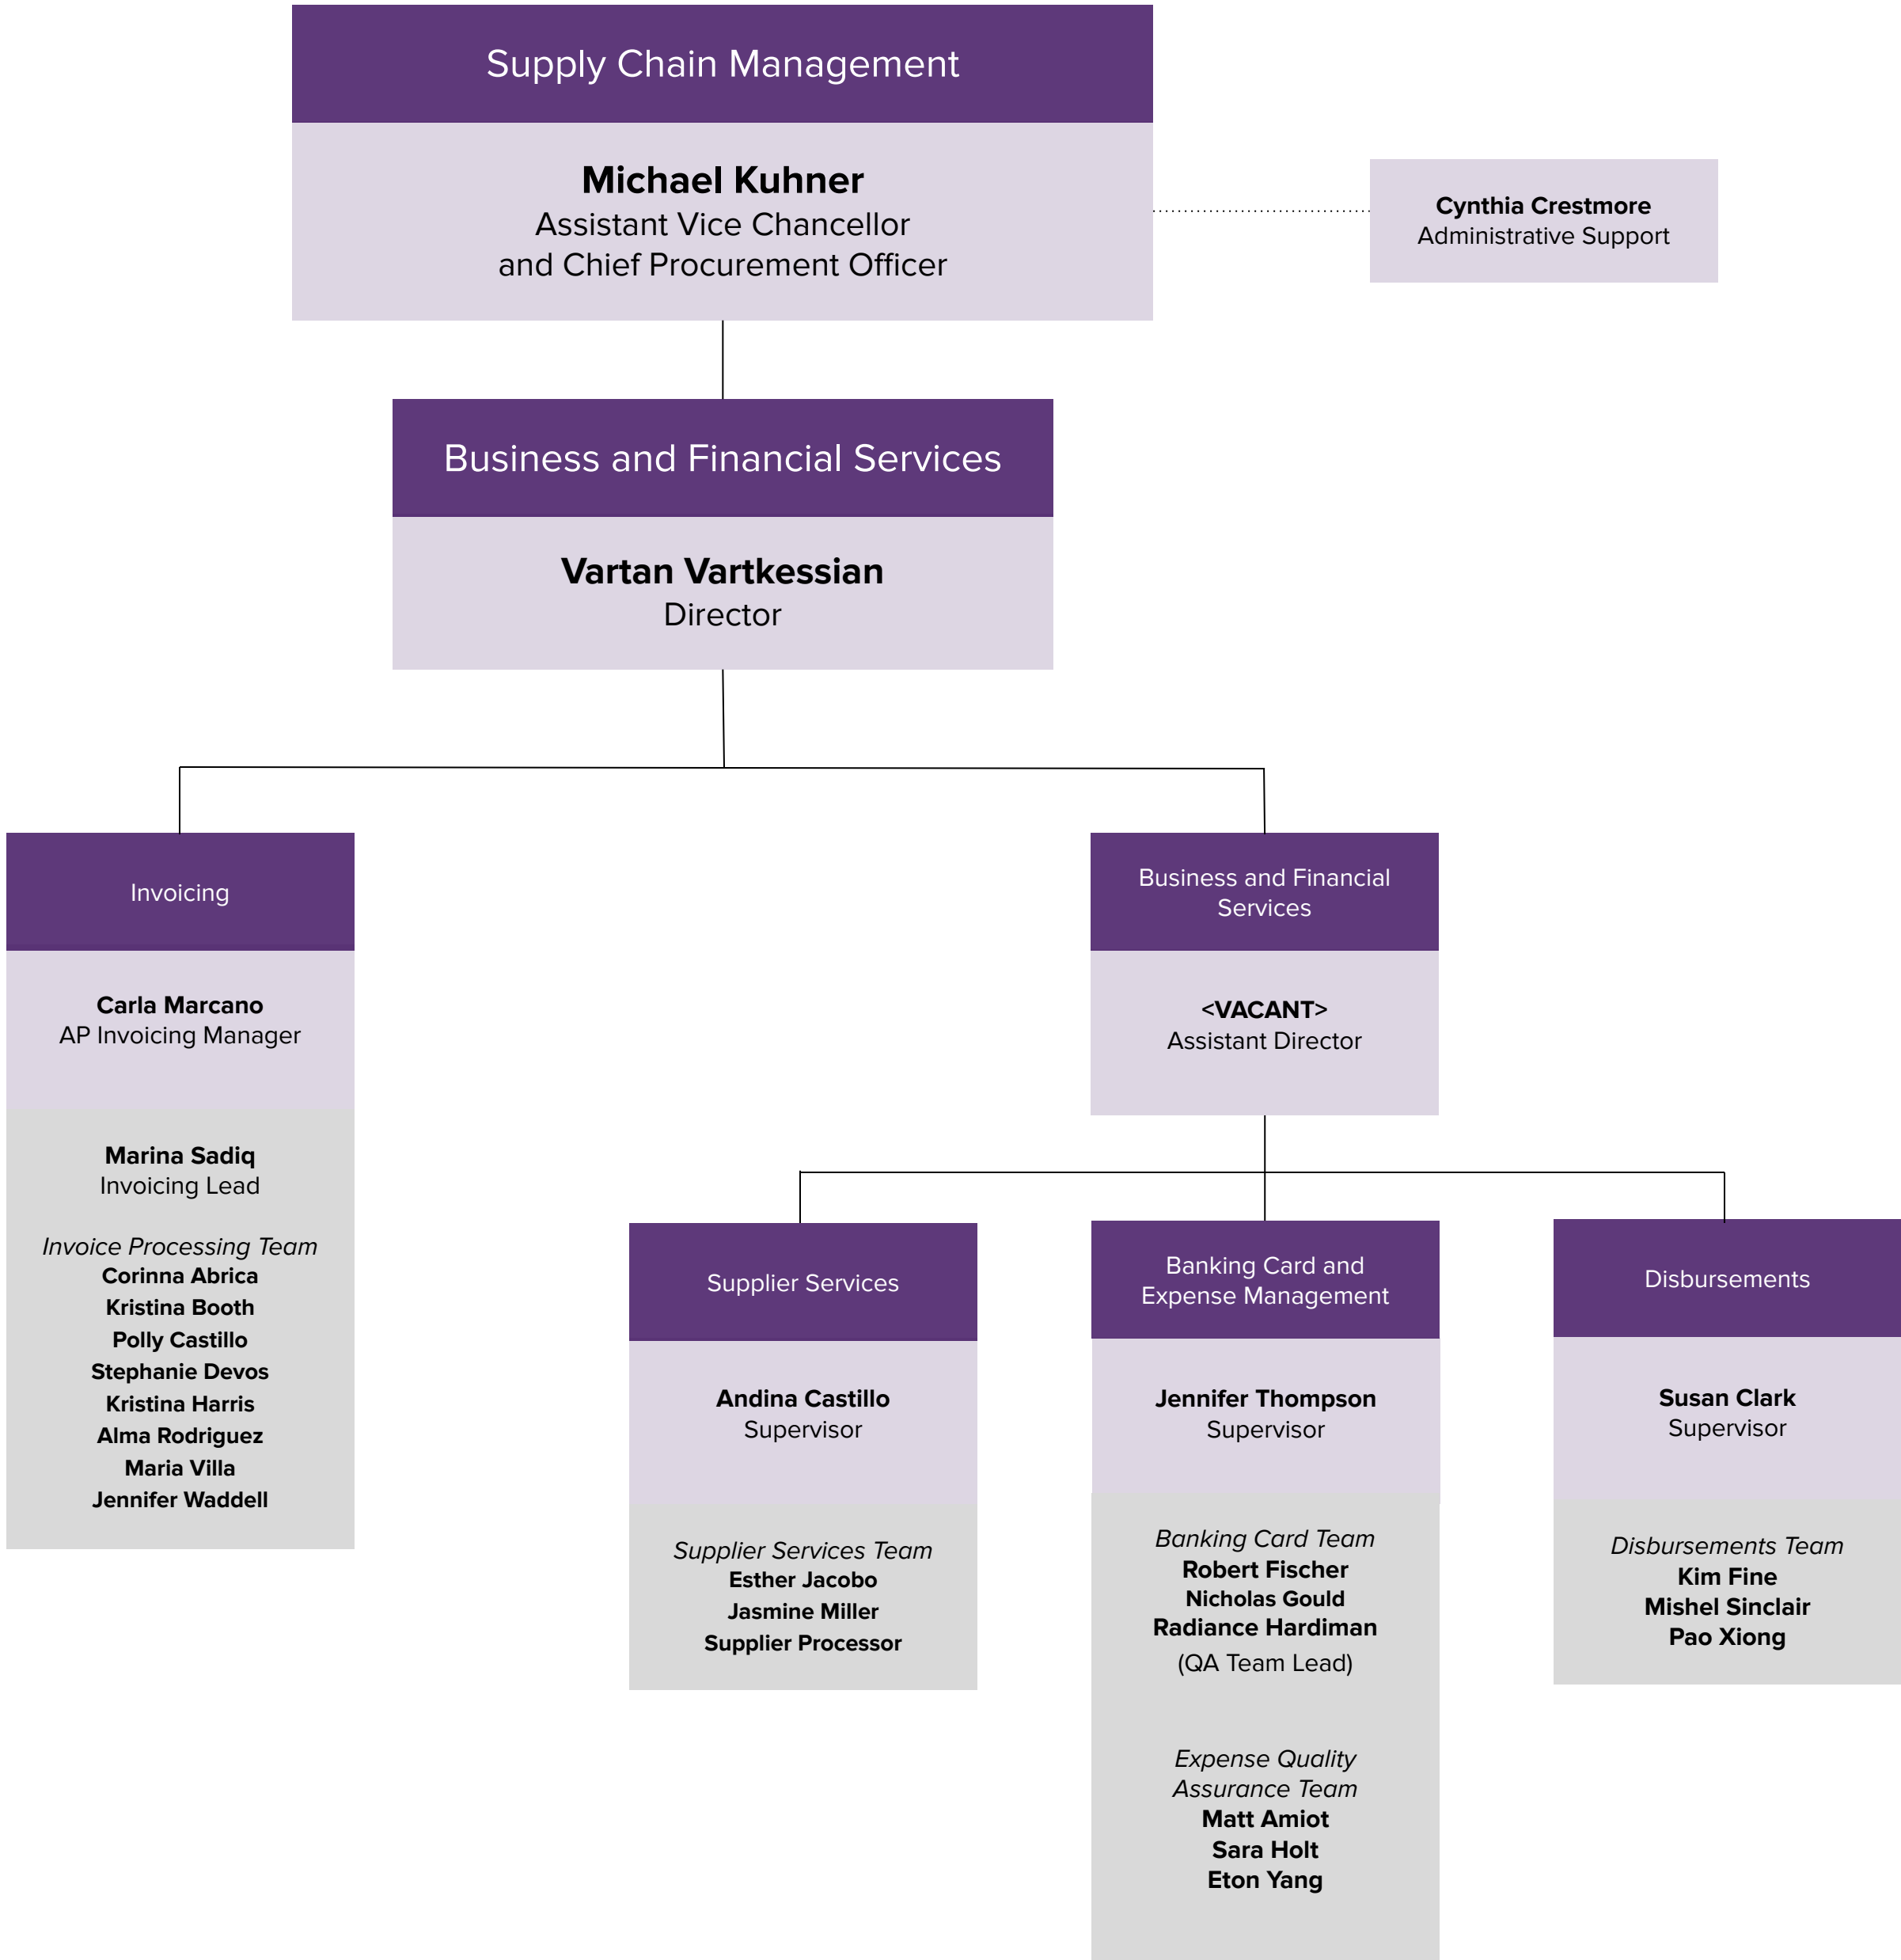 Supply Chain Management
Michael Kuhner
Assistant Vice Chancellor
and Chief Procurement Officer
Cynthia Crestmore
Administrative Support
Business and Financial Services
Vartan Vartkessian
Director
Invoicing
Carla Marcano
AP Invoicing Manager
Marina Sadiq
Invoicing Lead
Invoice Processing Team
Corinna Abrica
Kristina Booth
Polly Castillo
Stephanie Devos
Kristina Harris
Alma Rodriguez
Maria Villa
Jennifer Waddell
Business and Financial
Services
<VACANT>
Assistant Director
Supplier Services
Andina Castillo
Supervisor
Supplier Services Team
Esther Jacobo
Jasmine Miller
Supplier Processor
Banking Card and
Expense Management
Jennifer Thompson
Supervisor
Banking Card Team
Robert Fischer
Nicholas Gould
Radiance Hardiman
(QA Team Lead)
Expense Quality
Assurance Team
Matt Amiot
Sara Holt
Eton Yang
Disbursements
Susan Clark
Supervisor
Disbursements Team
Kim Fine
Mishel Sinclair
Pao Xiong